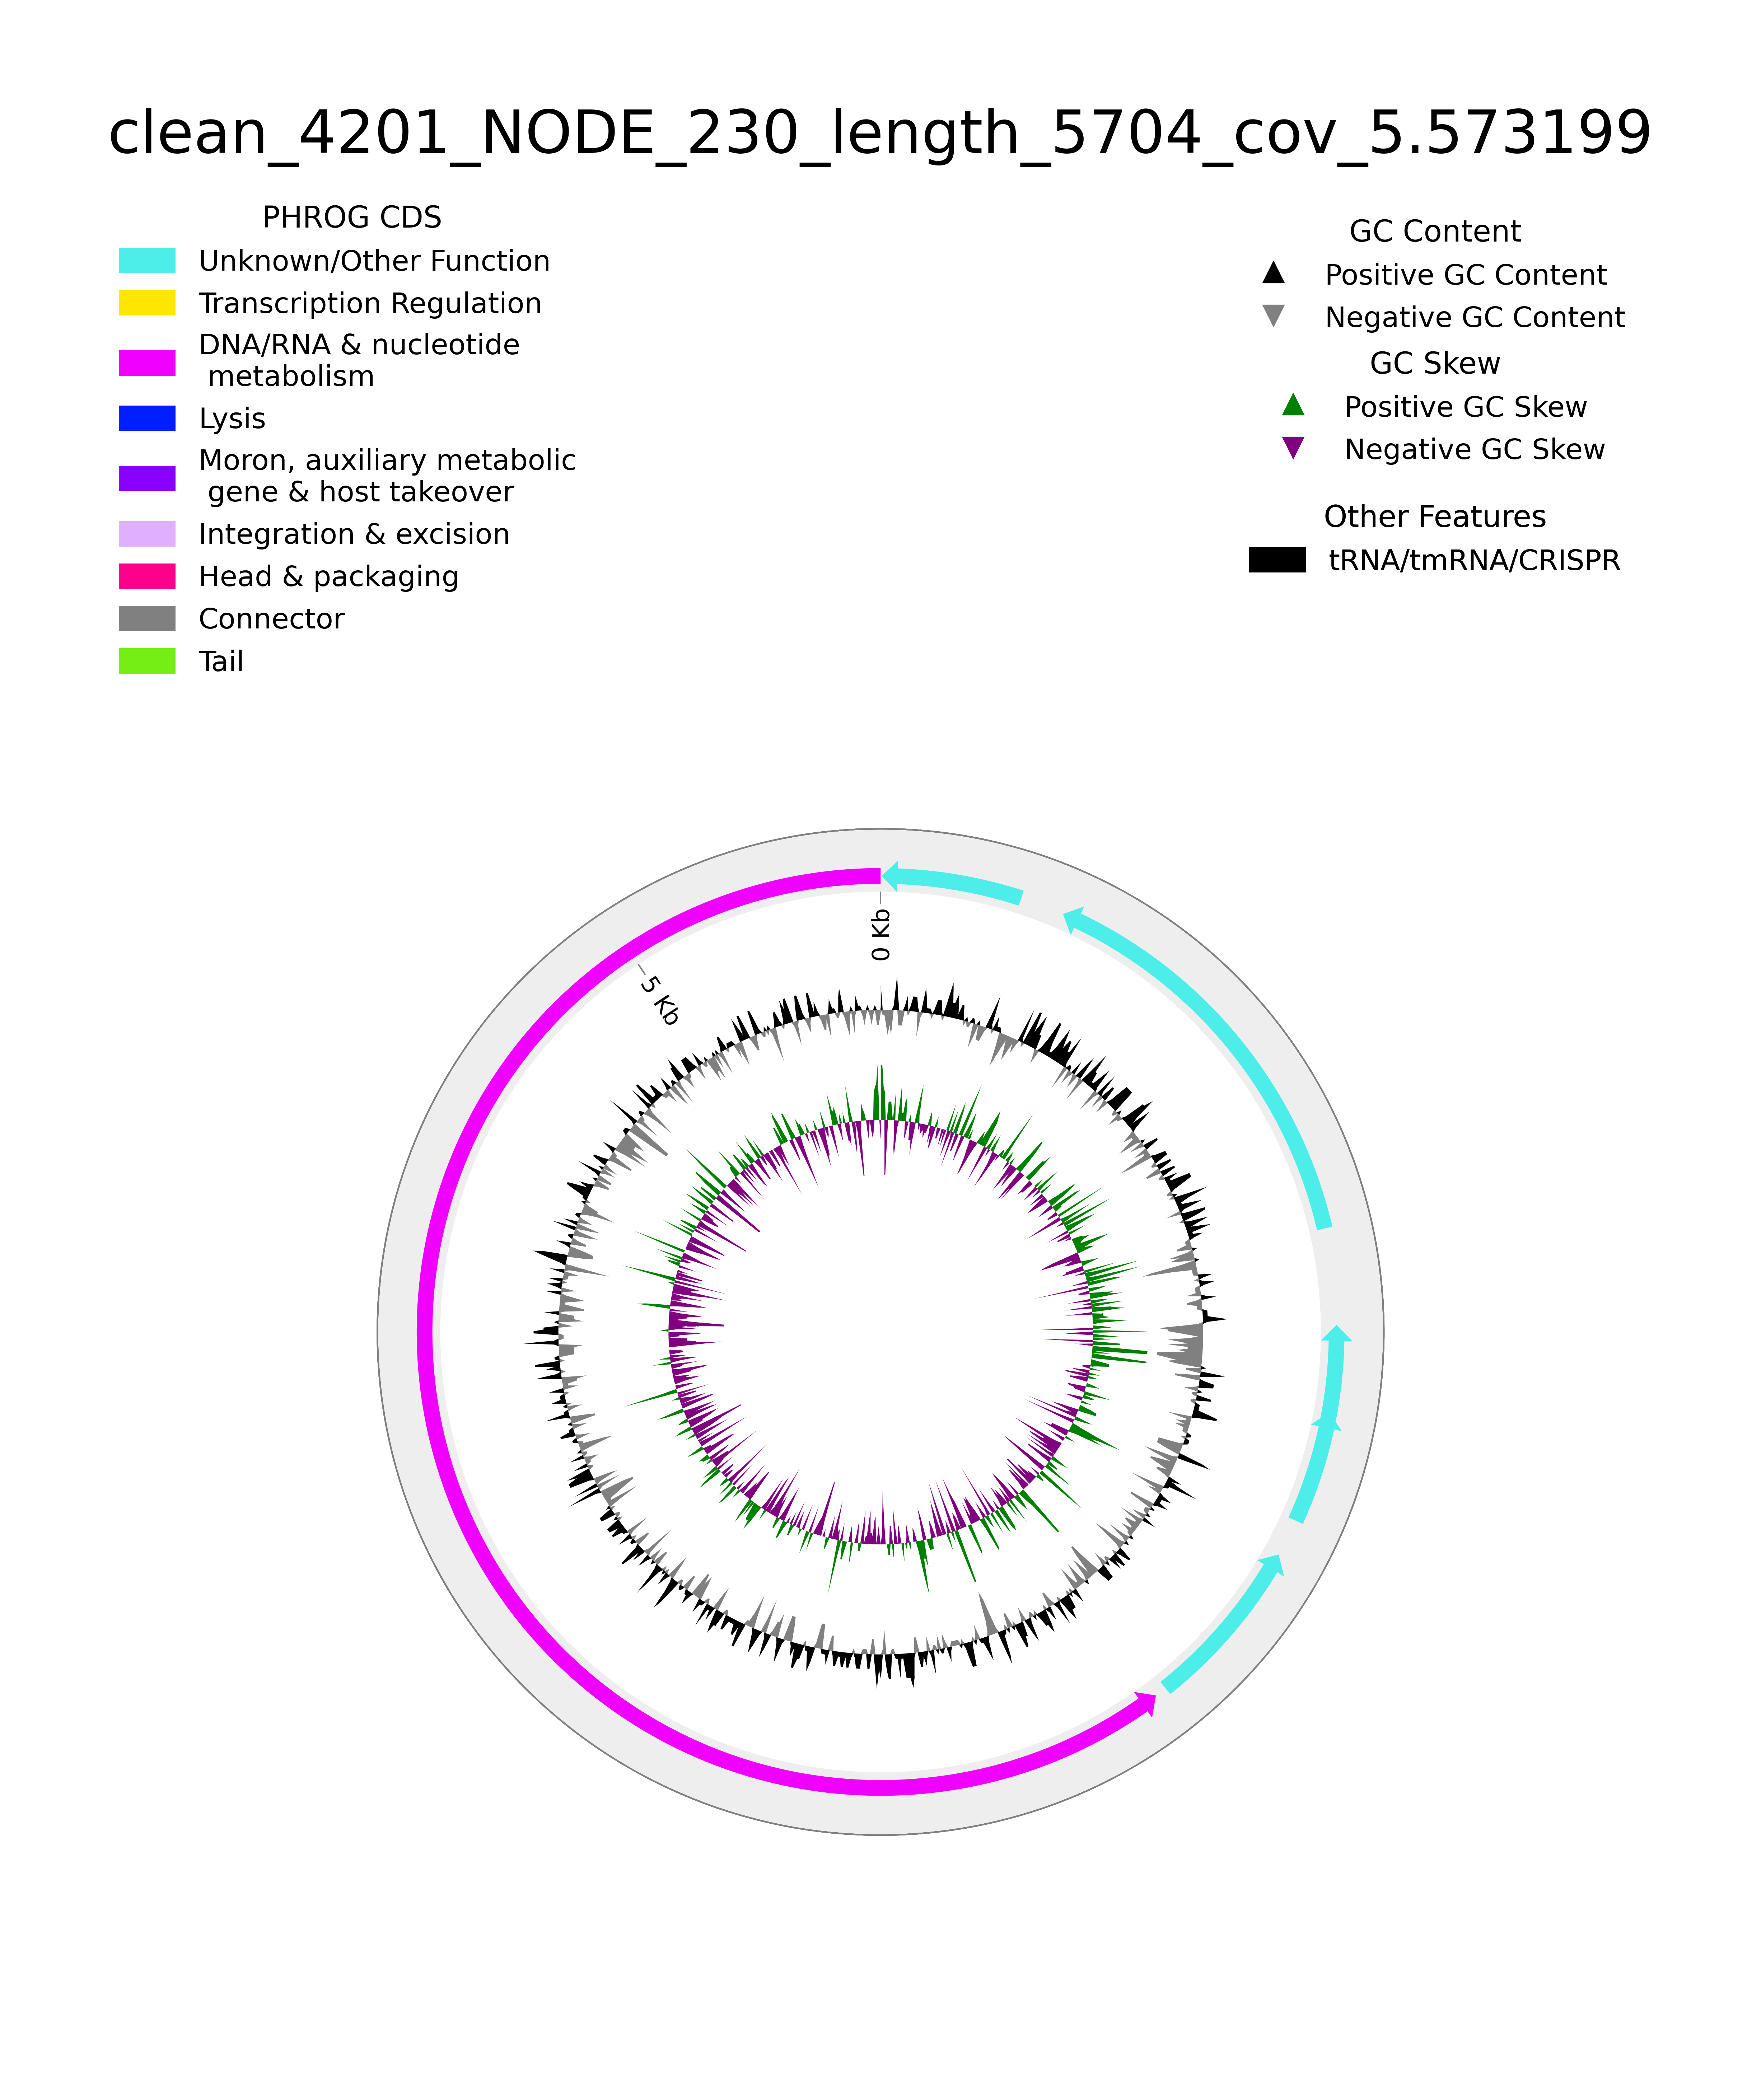 clean_4201_NODE_230_length_5704_cov_5.573199
PHROG CDS
Unknown/Other Function
Transcription Regulation
DNA/RNA & nucleotide
metabolism
Lysis
Moron, auxiliary metabolic
gene & host takeover
Integration & excision
Head & packaging
Connector
Tail
GC Content
Positive GC Content
Negative GC Content
GC Skew
Positive GC Skew
Negative GC Skew
Other Features
tRNA/tmRNA/CRISPR
0 Kb
5 Kb